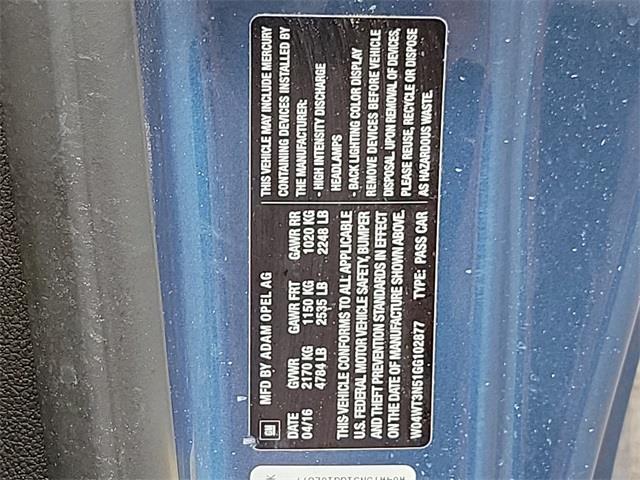 GM
MFD BY ADAM OPEL AG
DATE GVWR GAWR FRT GAWR RR
04/16 2170 KG 1150 KG 1020 KG
4784 LB 2535 LB 2248 LB
THIS VEHICLE CONFORMS TO ALL APPLICABLE
U.S. FEDERAL MOTOR VEHICLE SAFETY, BUMPER
AND THEFT PREVENTION STANDARDS IN EFFECT
ON THE DATE OF MANUFACTURE SHOWN ABOVE.
W04WT3N51GG102877 TYPE: PASS CAR
THIS VEHICLE MAY INCLUDE MERCURY
CONTAINING DEVICES INSTALLED BY
THE MANUFACTURER:
- HIGH INTENSITY DISCHARGE
HEADLAMPS
- BACK LIGHTING COLOR DISPLAY
REMOVE DEVICES BEFORE VEHICLE
DISPOSAL. UPON REMOVAL OF DEVICES,
PLEASE REUSE, RECYCLE OR DISPOSE
AS HAZARDOUS WASTE.